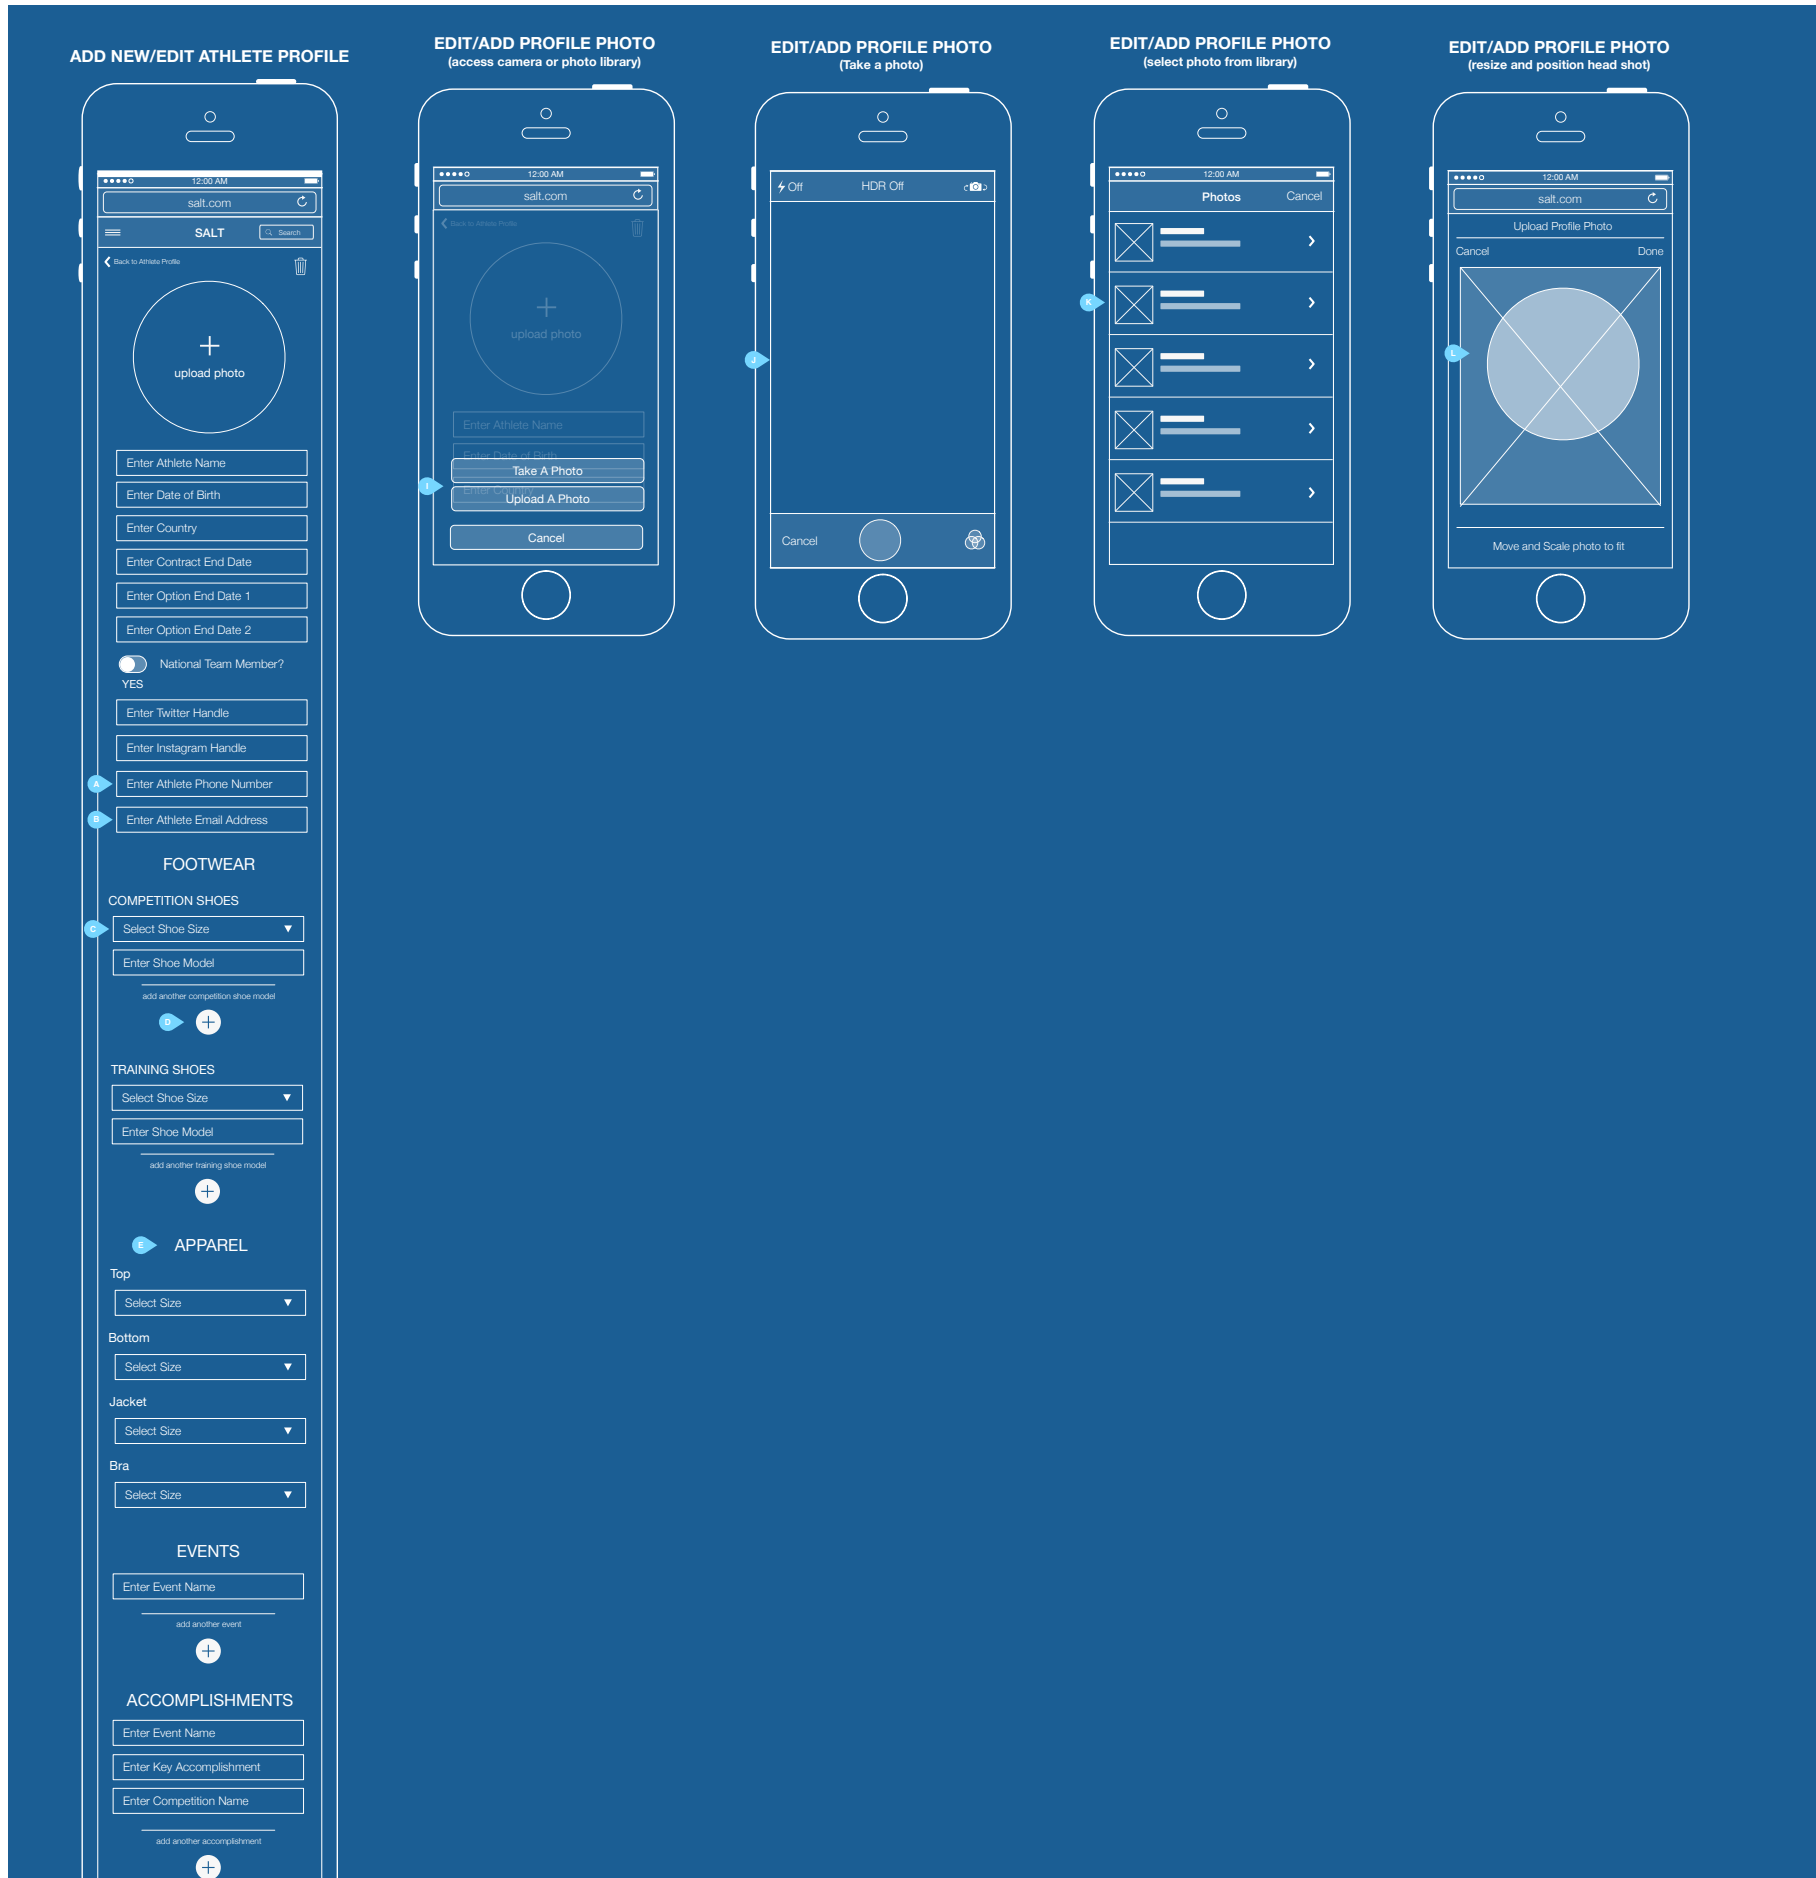 ADD NEW/EDIT ATHLETE PROFILE
12:00 AM
salt.com
SALT
Search
Back to Athlete Profile
upload photo
Enter Athlete Name
Enter Date of Birth
Enter Country
Enter Contract End Date
Enter Option End Date 1
Enter Option End Date 2
National Team Member?
YES
Enter Twitter Handle
Enter Instagram Handle
A
Enter Athlete Phone Number
B
Enter Athlete Email Address
FOOTWEAR
COMPETITION SHOES
C
Select Shoe Size
Enter Shoe Model
add another competition shoe model
D
TRAINING SHOES
Select Shoe Size
Enter Shoe Model
add another training shoe model
E
APPAREL
Top
Select Size
Bottom
Select Size
Jacket
Select Size
Bra
Select Size
EVENTS
Enter Event Name
add another event
ACCOMPLISHMENTS
Enter Event Name
Enter Key Accomplishment
Enter Competition Name
add another accomplishment
EDIT/ADD PROFILE PHOTO
(access camera or photo library)
12:00 AM
salt.com
Back to Athlete Profile
upload photo
Enter Athlete Name
Enter Date of Birth
Take A Photo
I
Enter Country
Upload A Photo
Cancel
EDIT/ADD PROFILE PHOTO
(Take a photo)
Off
HDR Off
J
Cancel
EDIT/ADD PROFILE PHOTO
(select photo from library)
12:00 AM
Photos
Cancel
K
EDIT/ADD PROFILE PHOTO
(resize and position head shot)
12:00 AM
salt.com
Upload Profile Photo
Cancel
Done
L
Move and Scale photo to fit